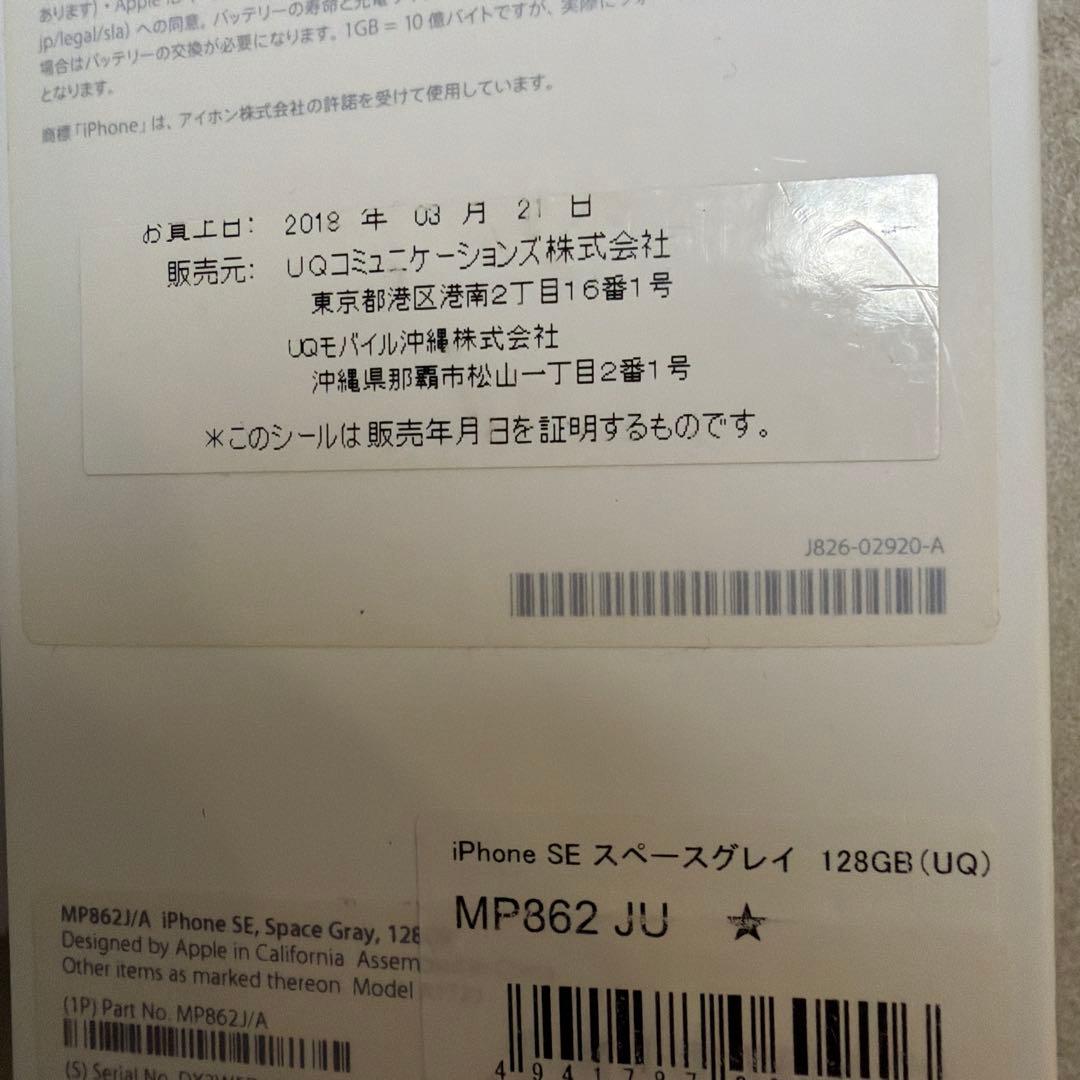 あります)・Apple ID
jp/legal/sla) への同意。バッテリーの寿命と充電
場合はバッテリーの交換が必要になります。1GB = 10 億バイトですが、実際に
となります。
商標「iPhone」は、アイホン株式会社の許諾を受けて使用しています。
お買上日: 2018 年 03 月 21 日
販売元: UQコミュニケーションズ株式会社
東京都港区港南2丁目16番1号
UQモバイル沖縄株式会社
沖縄県那覇市松山一丁目2番1号
*このシールは販売年月日を証明するものです。
J826-02920-A
iPhone SE スペースグレイ 128GB(UQ)
MP862 JU ★
MP862J/A iPhone SE, Space Gray, 128
Designed by Apple in California Assem
Other items as marked thereon Model
(1P) Part No. MP862J/A
(S) Serial No.
4 941787